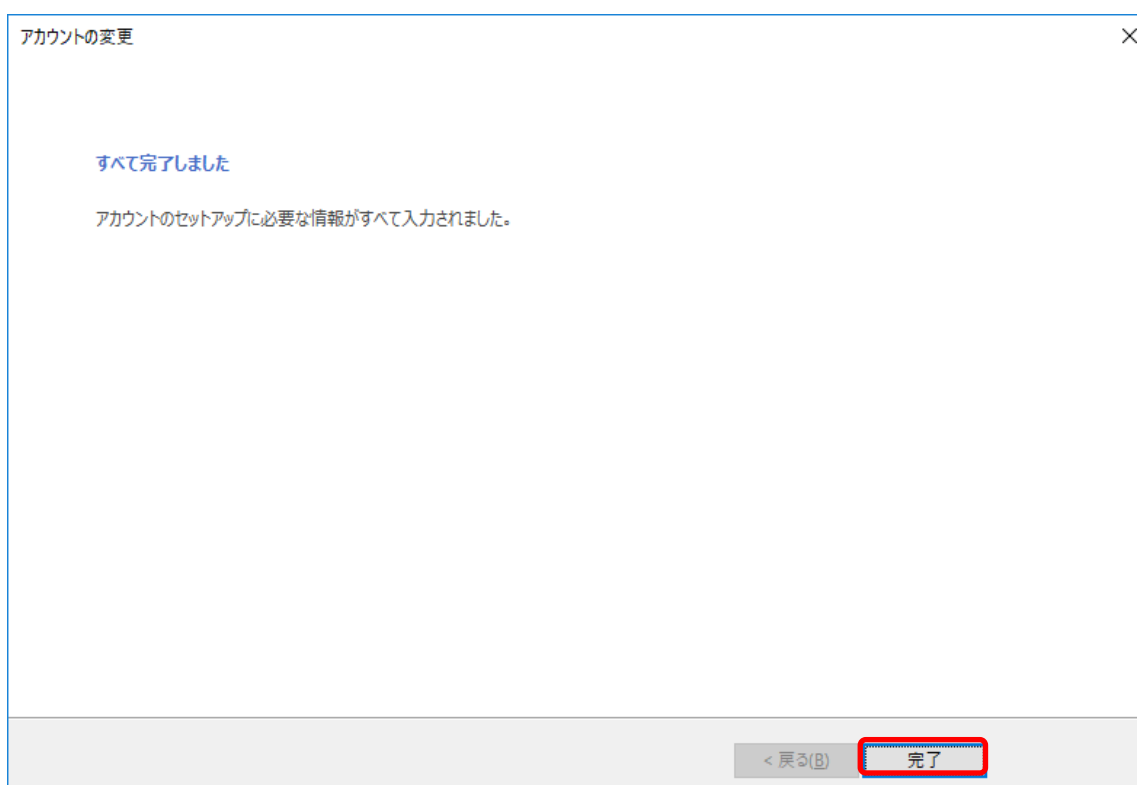 アカウントの変更
すべて完了しました
アカウントのセットアップに必要な情報がすべて入力されました。
< 戻る(B)
完了